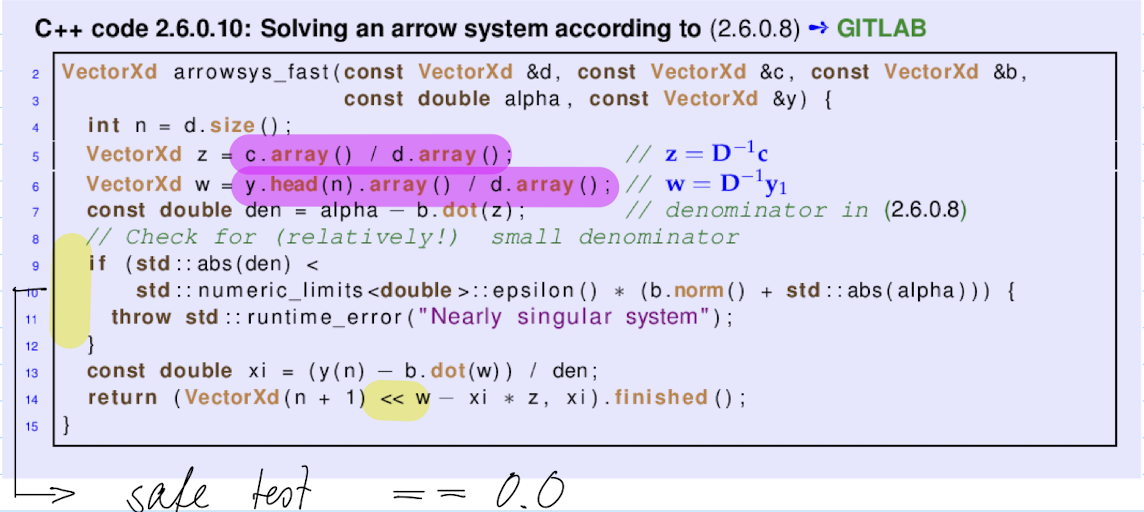 C++ code 2.6.0.10: Solving an arrow system according to (2.6.0.8) ➺ GITLAB
2 VectorXd arrowsys_fast(const VectorXd &d, const VectorXd &c, const VectorXd &b,
3 const double alpha, const VectorXd &y) {
4 int n = d.size();
5 VectorXd z = c.array() / d.array(); // z = D⁻¹c
6 VectorXd w = y.head(n).array() / d.array(); // w = D⁻¹y₁
7 const double den = alpha − b.dot(z); // denominator in (2.6.0.8)
8 // Check for (relatively!) small denominator
9 if (std::abs(den) <
10 std::numeric_limits<double>::epsilon() * (b.norm() + std::abs(alpha))) {
11 throw std::runtime_error("Nearly singular system");
12 }
13 const double xi = (y(n) − b.dot(w)) / den;
14 return (VectorXd(n + 1) << w − xi * z, xi).finished();
15 }
safe test == 0.0